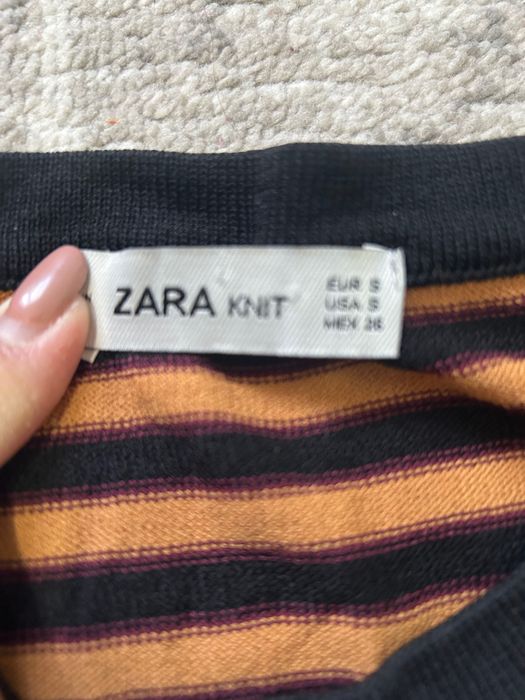 ZARA KNIT
EUR S
USA S
MEX 26